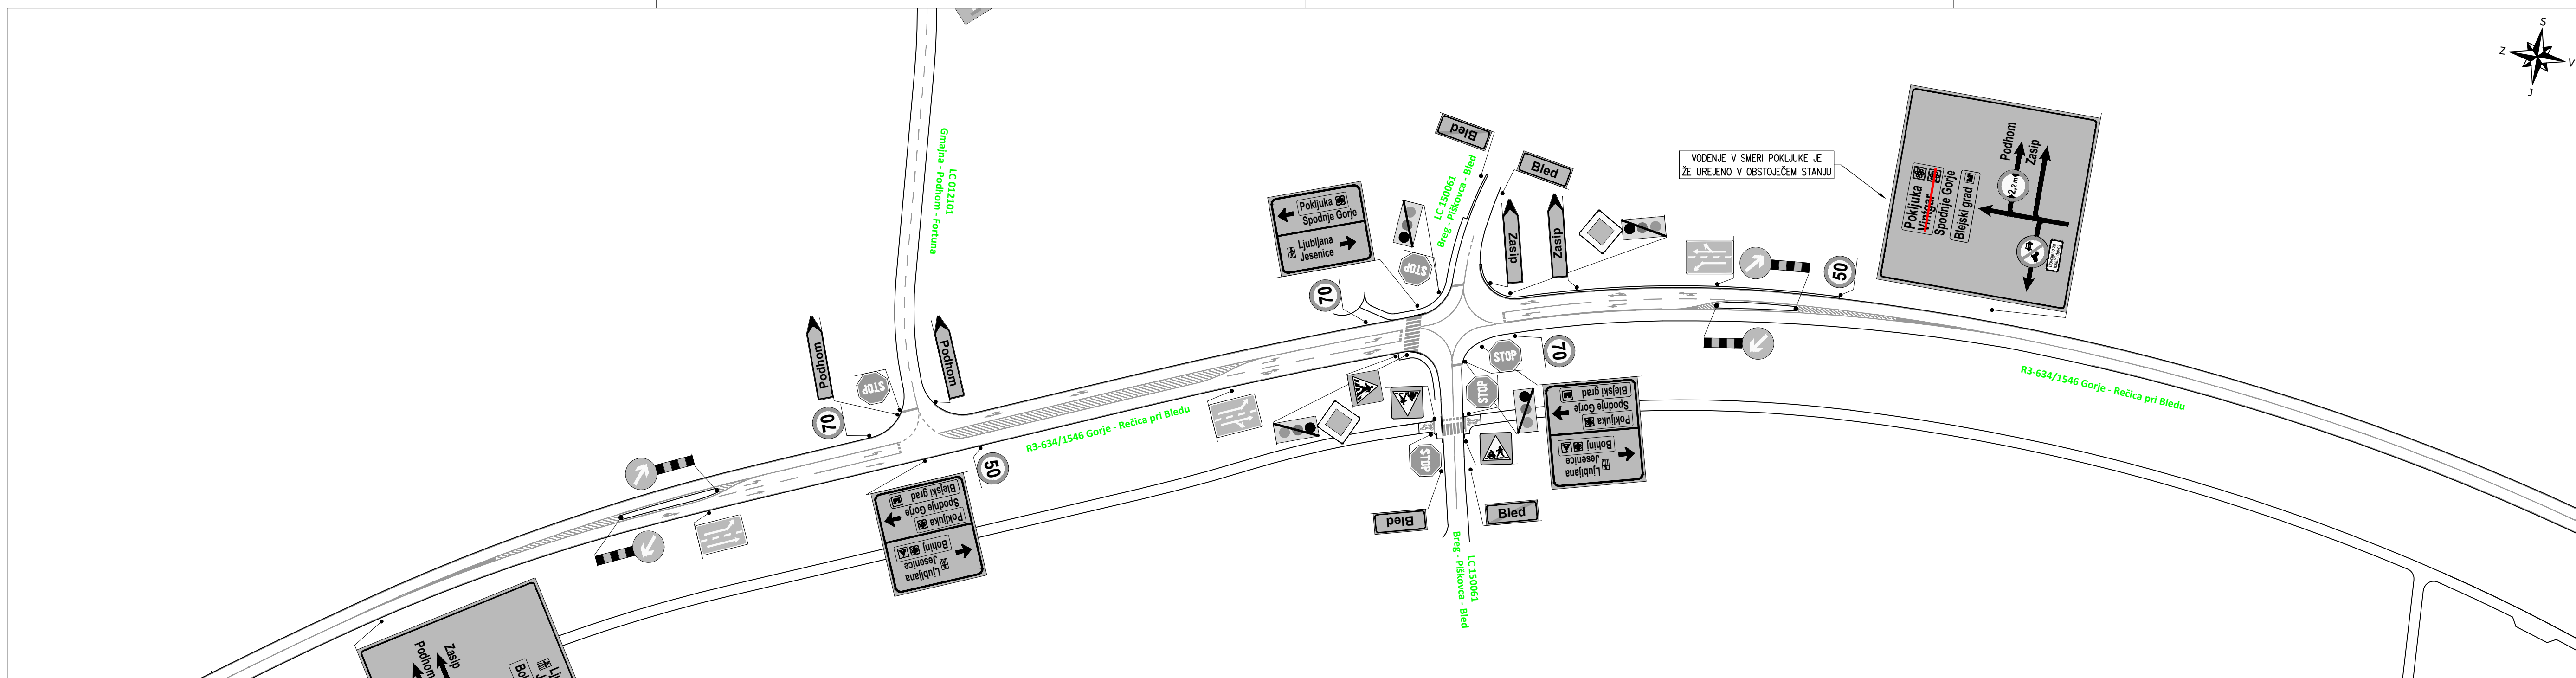 S
Z
V
J
LC 012101
Gmajna - Podhom - Fortuna
Bled
Bled
LC 150061
Breg - Piškovca - Bled
Pokljuka
Spodnje Gorje
Ljubljana
Jesenice
STOP
70
Zasip
Zasip
50
VODENJE V SMERI POKLJUKE JE
ŽE UREJENO V OBSTOJEČEM STANJU
Pokljuka
Vintgar
Spodnje Gorje
Blejski grad
Podhom
Zasip
2,2 m
R3-634/1546 Gorje - Rečica pri Bledu
Podhom
Podhom
STOP
70
R3-634/1546 Gorje - Rečica pri Bledu
50
Blejski grad
Spodnje Gorje
Pokljuka
Bohinj
Jesenice
Ljubljana
STOP
70
STOP
STOP
Blejski grad
Spodnje Gorje
Pokljuka
Bohinj
Jesenice
Ljubljana
Bled
Bled
LC 150061
Breg - Piškovca - Bled
Podhom
Zasip